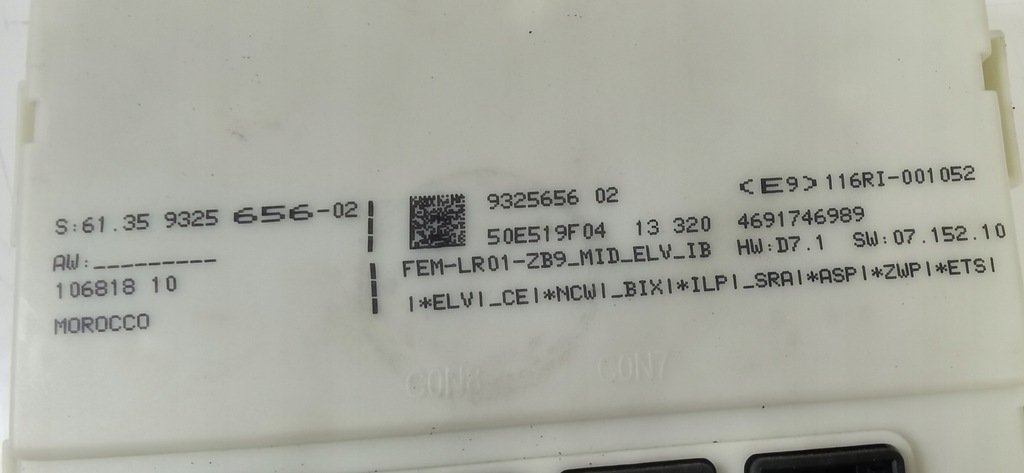 S:61.35 9325 656-02
AW:_________
106818 10
MOROCCO
9325656 02
50E519F04 13 320
FEM-LR01-ZB9_MID_ELV_IB
<E9>116RI-001052
4691746989
HW:D7.1 SW:07.152.10
|*ELV|_CE|*NCW|_BIX|*ILP|_SRA|*ASP|*ZWP|*ETS|
CON7